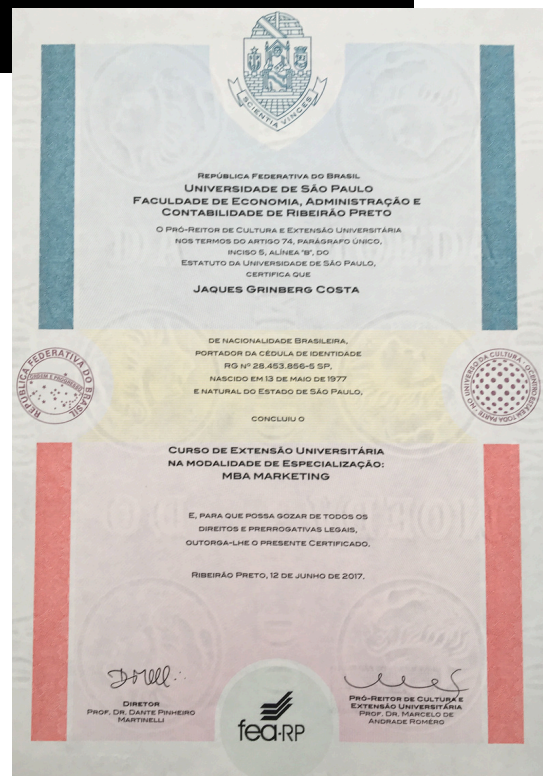 SCIENTIA VINCES
República Federativa do Brasil
Universidade de São Paulo
Faculdade de Economia, Administração e
Contabilidade de Ribeirão Preto
O Pró-Reitor de Cultura e Extensão Universitária
nos termos do artigo 74, parágrafo único,
inciso 5, alínea "B", do
Estatuto da Universidade de São Paulo,
certifica que
Jaques Grinberg Costa
de nacionalidade Brasileira,
portador da cédula de identidade
RG Nº 28.453.856-5 SP,
nascido em 13 de maio de 1977
e natural do Estado de São Paulo,
concluiu o
REPÚBLICA FEDERATIVA DO BRASIL
ORDEM E PROGRESSO
Curso de Extensão Universitária
na modalidade de Especialização:
MBA Marketing
E, para que possa gozar de todos os
direitos e prerrogativas legais,
outorga-lhe o presente Certificado.
Ribeirão Preto, 12 de junho de 2017.
Diretor
Prof. Dr. Dante Pinheiro
Martinelli
Pró-Reitor de Cultura e
Extensão Universitária
Prof. Dr. Marcelo de
Andrade Roméro
fea-RP